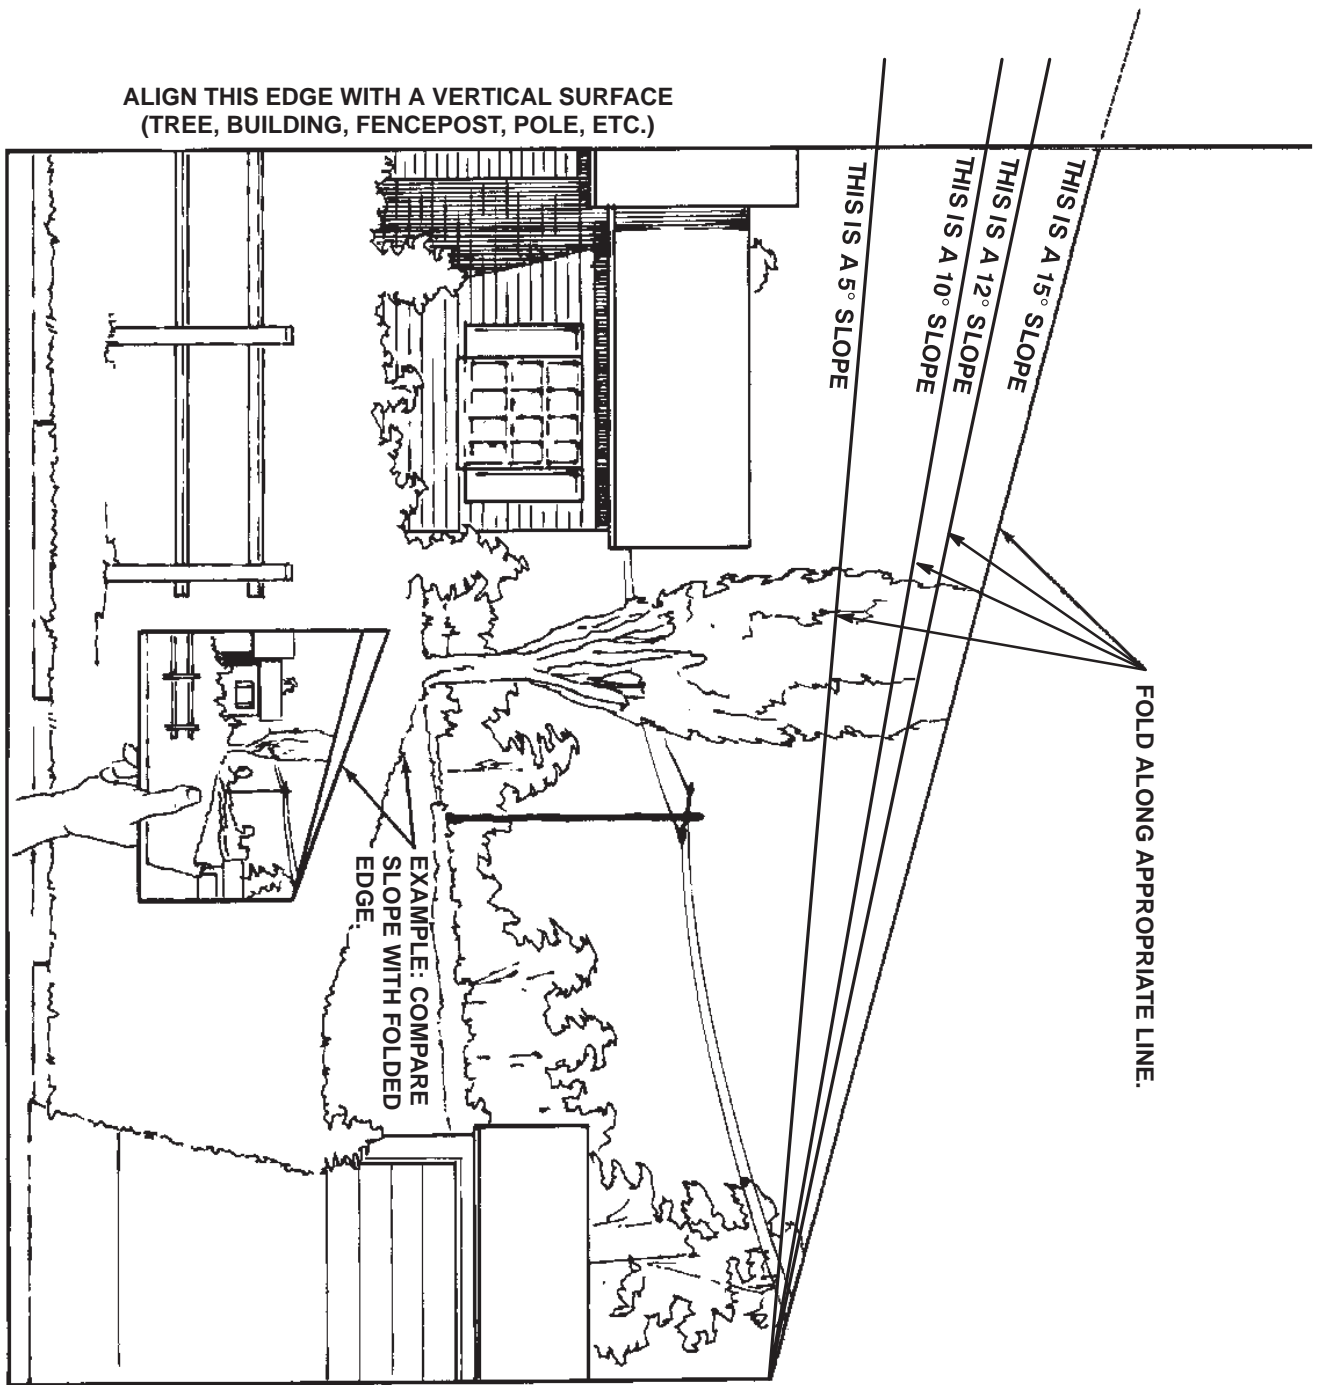 ALIGN THIS EDGE WITH A VERTICAL SURFACE
(TREE, BUILDING, FENCEPOST, POLE, ETC.)
THIS IS A 15° SLOPE
THIS IS A 12° SLOPE
THIS IS A 10° SLOPE
THIS IS A 5° SLOPE
FOLD ALONG APPROPRIATE LINE.
EXAMPLE: COMPARE
SLOPE WITH FOLDED
EDGE.